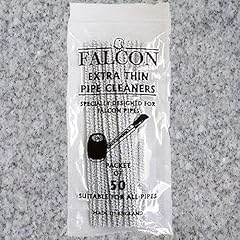 FALCON
EXTRA THIN
PIPE CLEANERS
SPECIALLY DESIGNED FOR
FALCON PIPES
PACKET
OF
50
SUITABLE FOR ALL PIPES
MADE IN ENGLAND